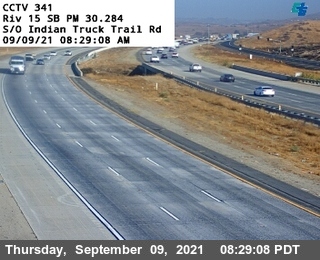 CCTV 341
Riv 15 SB PM 30.284
S/O Indian Truck Trail Rd
09/09/21 08:29:08 AM
Thursday, September 09, 2021 08:29:08 PDT